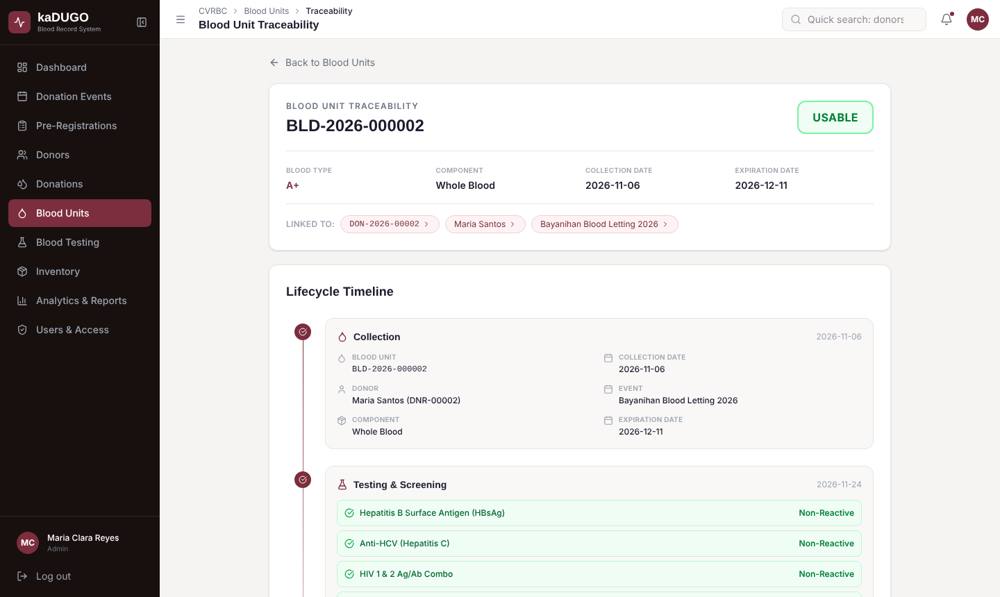 kaDUGO
Blood Record System
Dashboard
Donation Events
Pre-Registrations
Donors
Donations
Blood Units
Blood Testing
Inventory
Analytics & Reports
Users & Access
MC
Maria Clara Reyes
Admin
Log out
CVRBC > Blood Units > Traceability
Blood Unit Traceability
Quick search: donors
MC
Back to Blood Units
BLOOD UNIT TRACEABILITY
BLD-2026-000002
USABLE
BLOOD TYPE
A+
COMPONENT
Whole Blood
COLLECTION DATE
2026-11-06
EXPIRATION DATE
2026-12-11
LINKED TO: DON-2026-00002 > Maria Santos > Bayanihan Blood Letting 2026 >
Lifecycle Timeline
Collection 2026-11-06
BLOOD UNIT
BLD-2026-000002
COLLECTION DATE
2026-11-06
DONOR
Maria Santos (DNR-00002)
EVENT
Bayanihan Blood Letting 2026
COMPONENT
Whole Blood
EXPIRATION DATE
2026-12-11
Testing & Screening 2026-11-24
Hepatitis B Surface Antigen (HBsAg) Non-Reactive
Anti-HCV (Hepatitis C) Non-Reactive
HIV 1 & 2 Ag/Ab Combo Non-Reactive